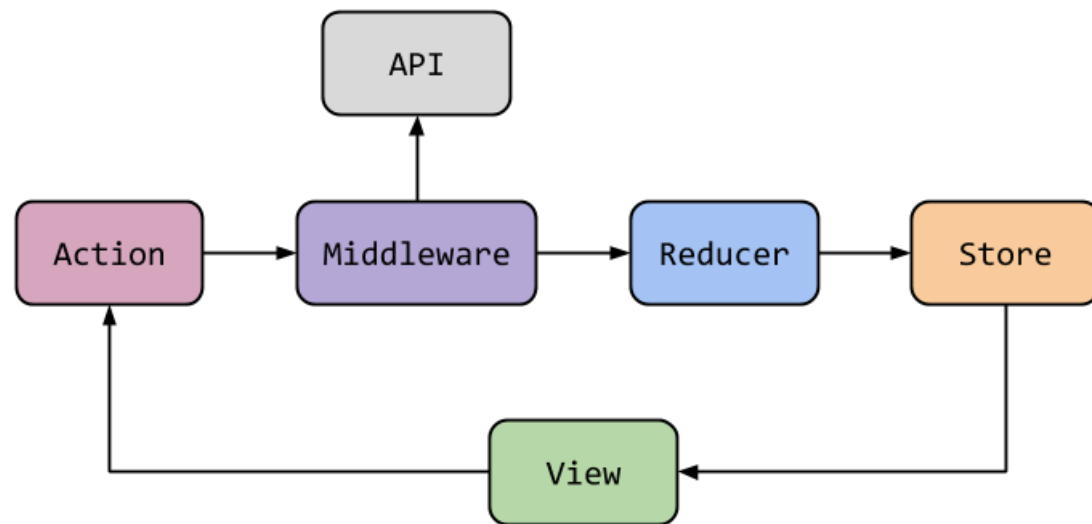 API
Action
Middleware
Reducer
Store
View